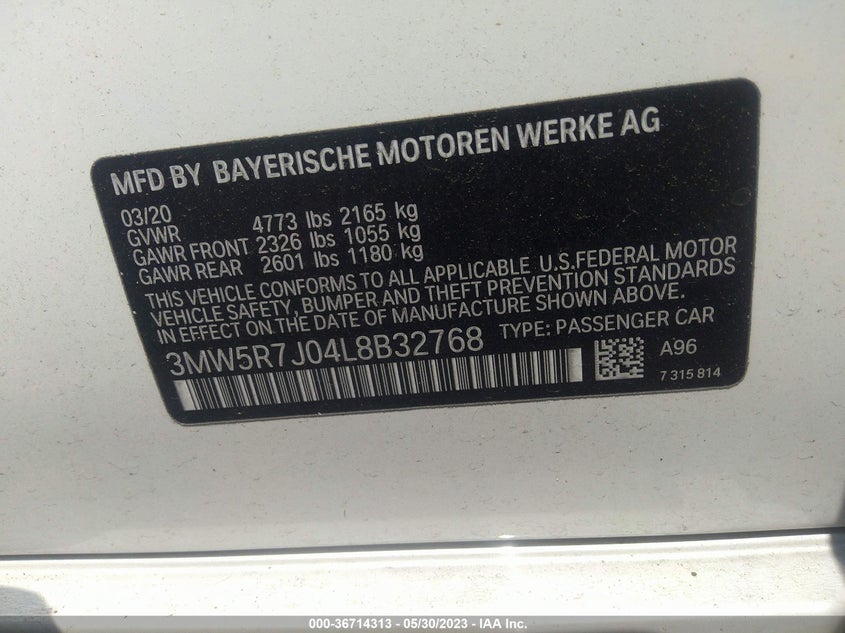 MFD BY BAYERISCHE MOTOREN WERKE AG
03/20
GVWR 4773 lbs 2165 kg
GAWR FRONT 2326 lbs 1055 kg
GAWR REAR 2601 lbs 1180 kg
THIS VEHICLE CONFORMS TO ALL APPLICABLE U.S.FEDERAL MOTOR
VEHICLE SAFETY, BUMPER AND THEFT PREVENTION STANDARDS
IN EFFECT ON THE DATE OF MANUFACTURE SHOWN ABOVE.
3MW5R7J04L8B32768 TYPE: PASSENGER CAR
A96
7 315 814
000-36714313 — 05/30/2023 — IAA Inc.